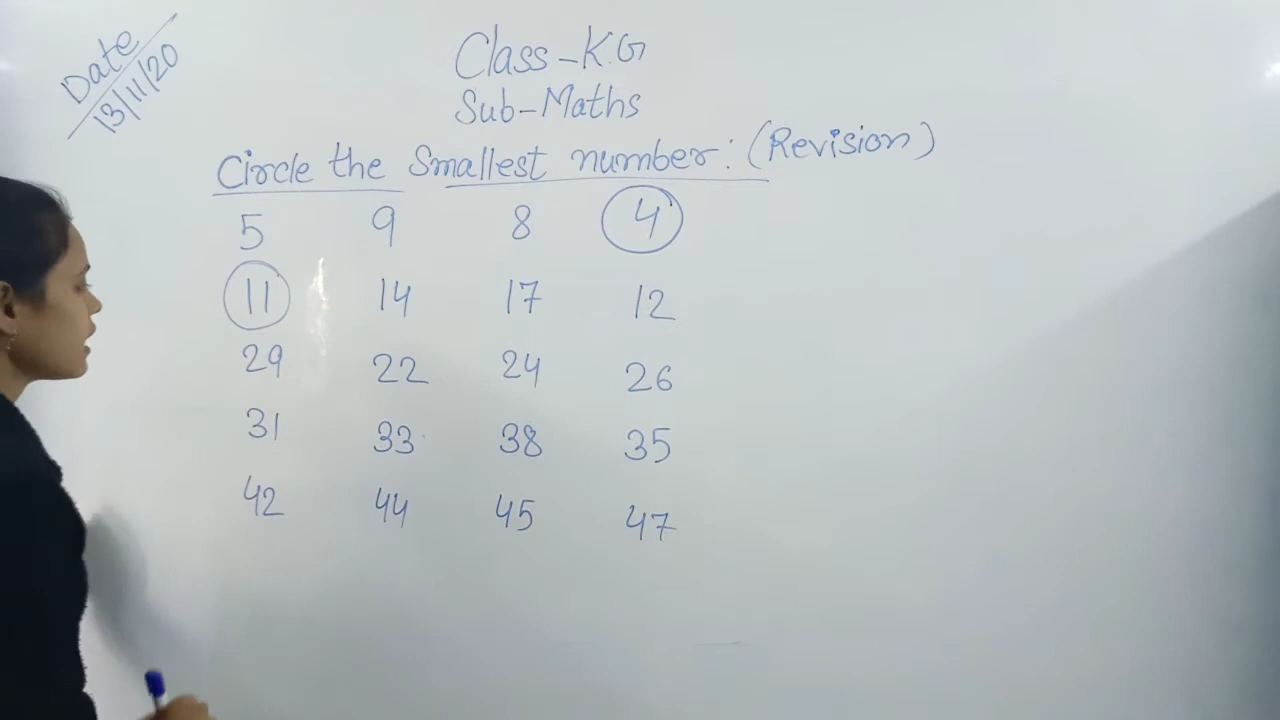 Date
13/11/20
Class-K.G
Sub-Maths
Circle the Smallest number: (Revision)
5 9 8 4
11 14 17 12
29 22 24 26
31 33 38 35
42 44 45 47